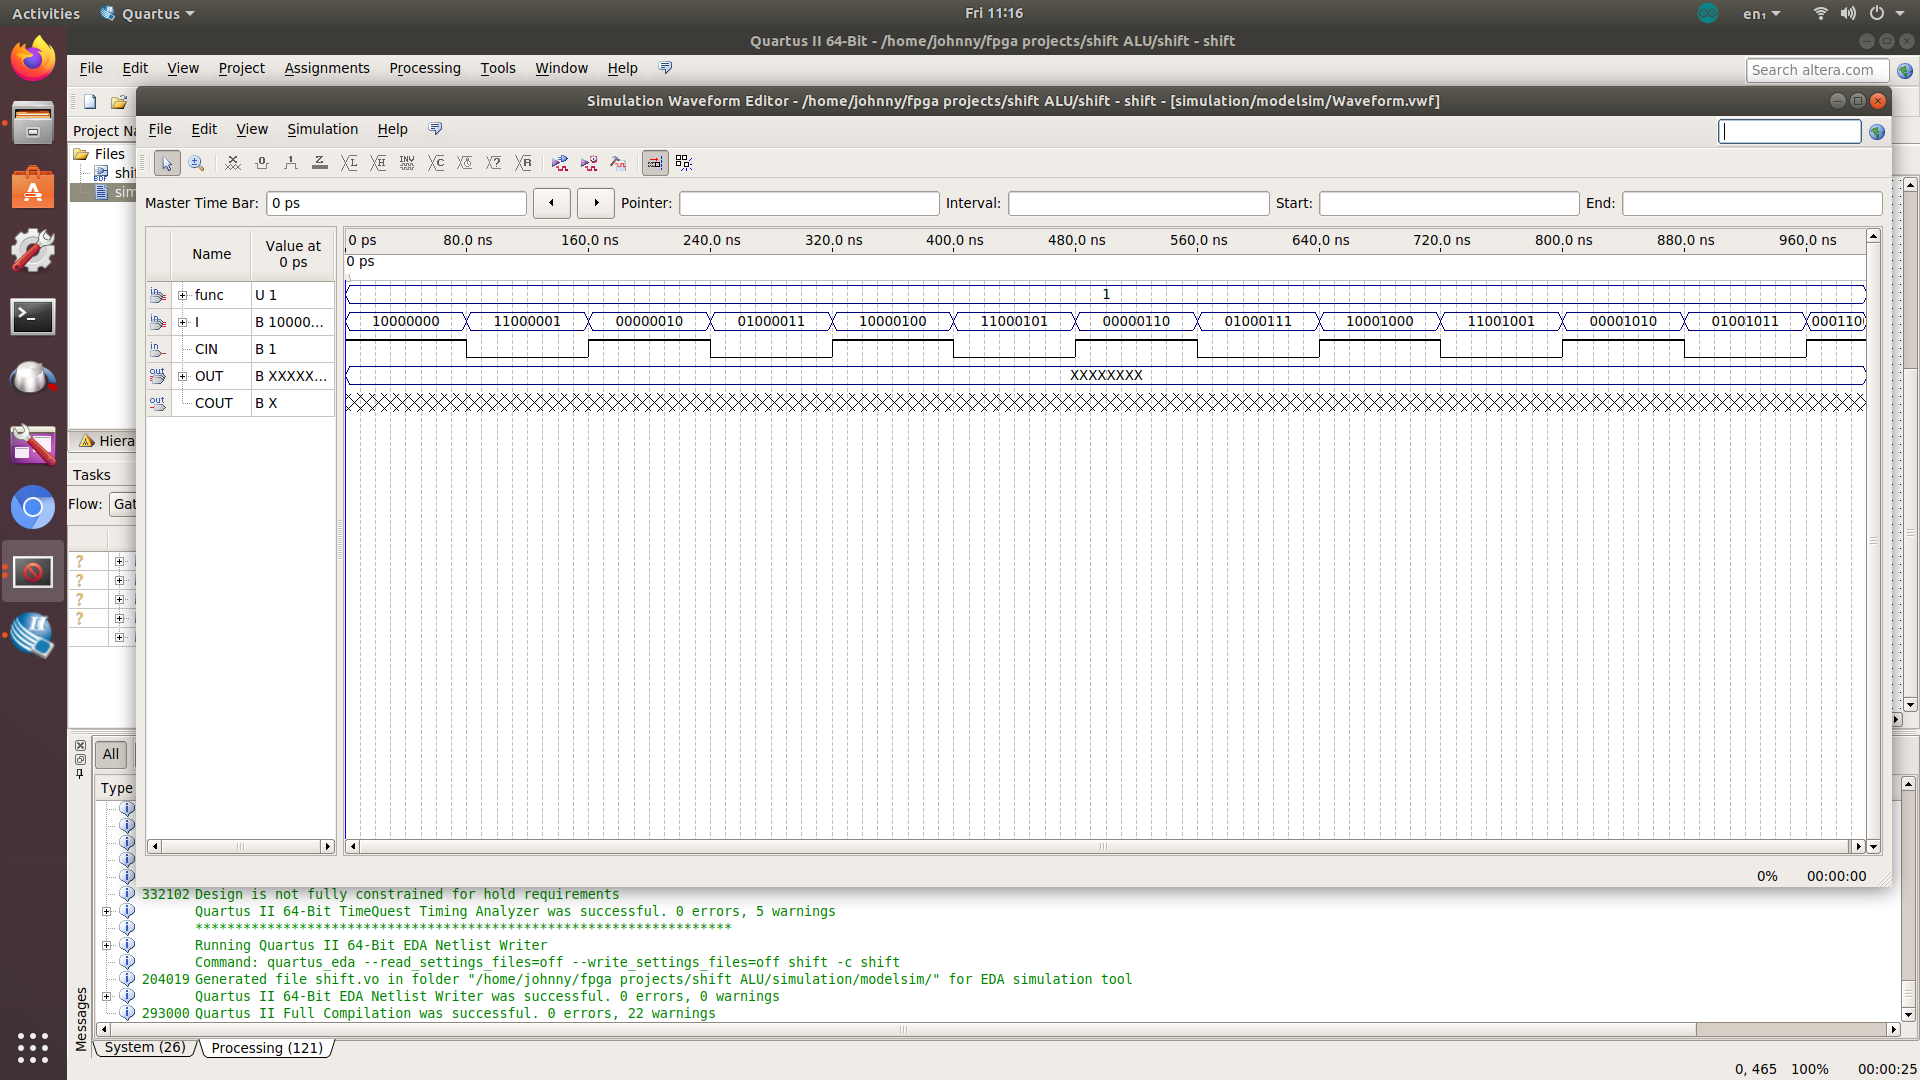 Activities Quartus Fri 11:16 en₁
Quartus II 64-Bit - /home/johnny/fpga projects/shift ALU/shift - shift
File Edit View Project Assignments Processing Tools Window Help Search altera.com
Simulation Waveform Editor - /home/johnny/fpga projects/shift ALU/shift - shift - [simulation/modelsim/Waveform.vwf]
Project Na
File Edit View Simulation Help
Files
shif
sim
Master Time Bar: 0 ps Pointer: Interval: Start: End:
Name Value at 0 ps
0 ps 80.0 ns 160.0 ns 240.0 ns 320.0 ns 400.0 ns 480.0 ns 560.0 ns 640.0 ns 720.0 ns 800.0 ns 880.0 ns 960.0 ns
0 ps
func U 1 1
I B 10000... 10000000 11000001 00000010 01000011 10000100 11000101 00000110 01000111 10001000 11001001 00001010 01001011 000110
CIN B 1
OUT B XXXXX... XXXXXXXX
COUT B X
Hiera
Tasks
Flow: Gat
All
Type
0% 00:00:00
332102 Design is not fully constrained for hold requirements
Quartus II 64-Bit TimeQuest Timing Analyzer was successful. 0 errors, 5 warnings
*******************************************************************
Running Quartus II 64-Bit EDA Netlist Writer
Command: quartus_eda --read_settings_files=off --write_settings_files=off shift -c shift
204019 Generated file shift.vo in folder "/home/johnny/fpga projects/shift ALU/simulation/modelsim/" for EDA simulation tool
Quartus II 64-Bit EDA Netlist Writer was successful. 0 errors, 0 warnings
293000 Quartus II Full Compilation was successful. 0 errors, 22 warnings
Messages
System (26) Processing (121)
0, 465 100% 00:00:25